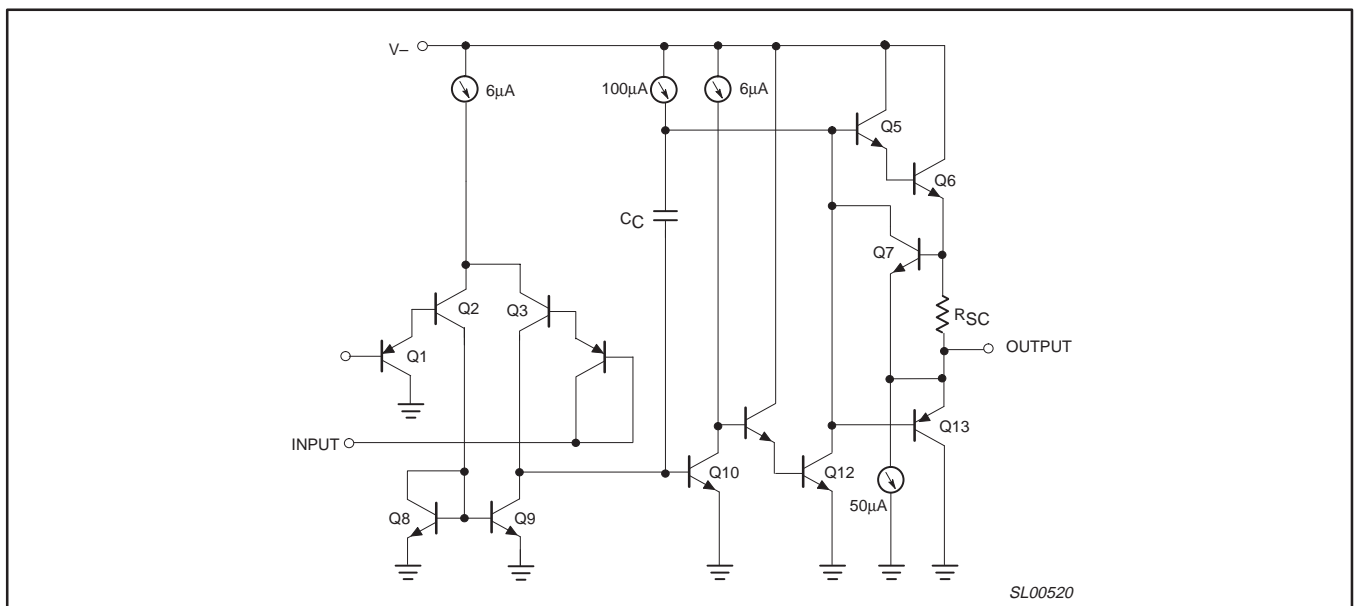 V–
6µA
100µA
6µA
Q5
Q6
CC
Q7
Q2
Q3
RSC
Q1
OUTPUT
Q13
INPUT
Q10
Q12
50µA
Q8
Q9
SL00520